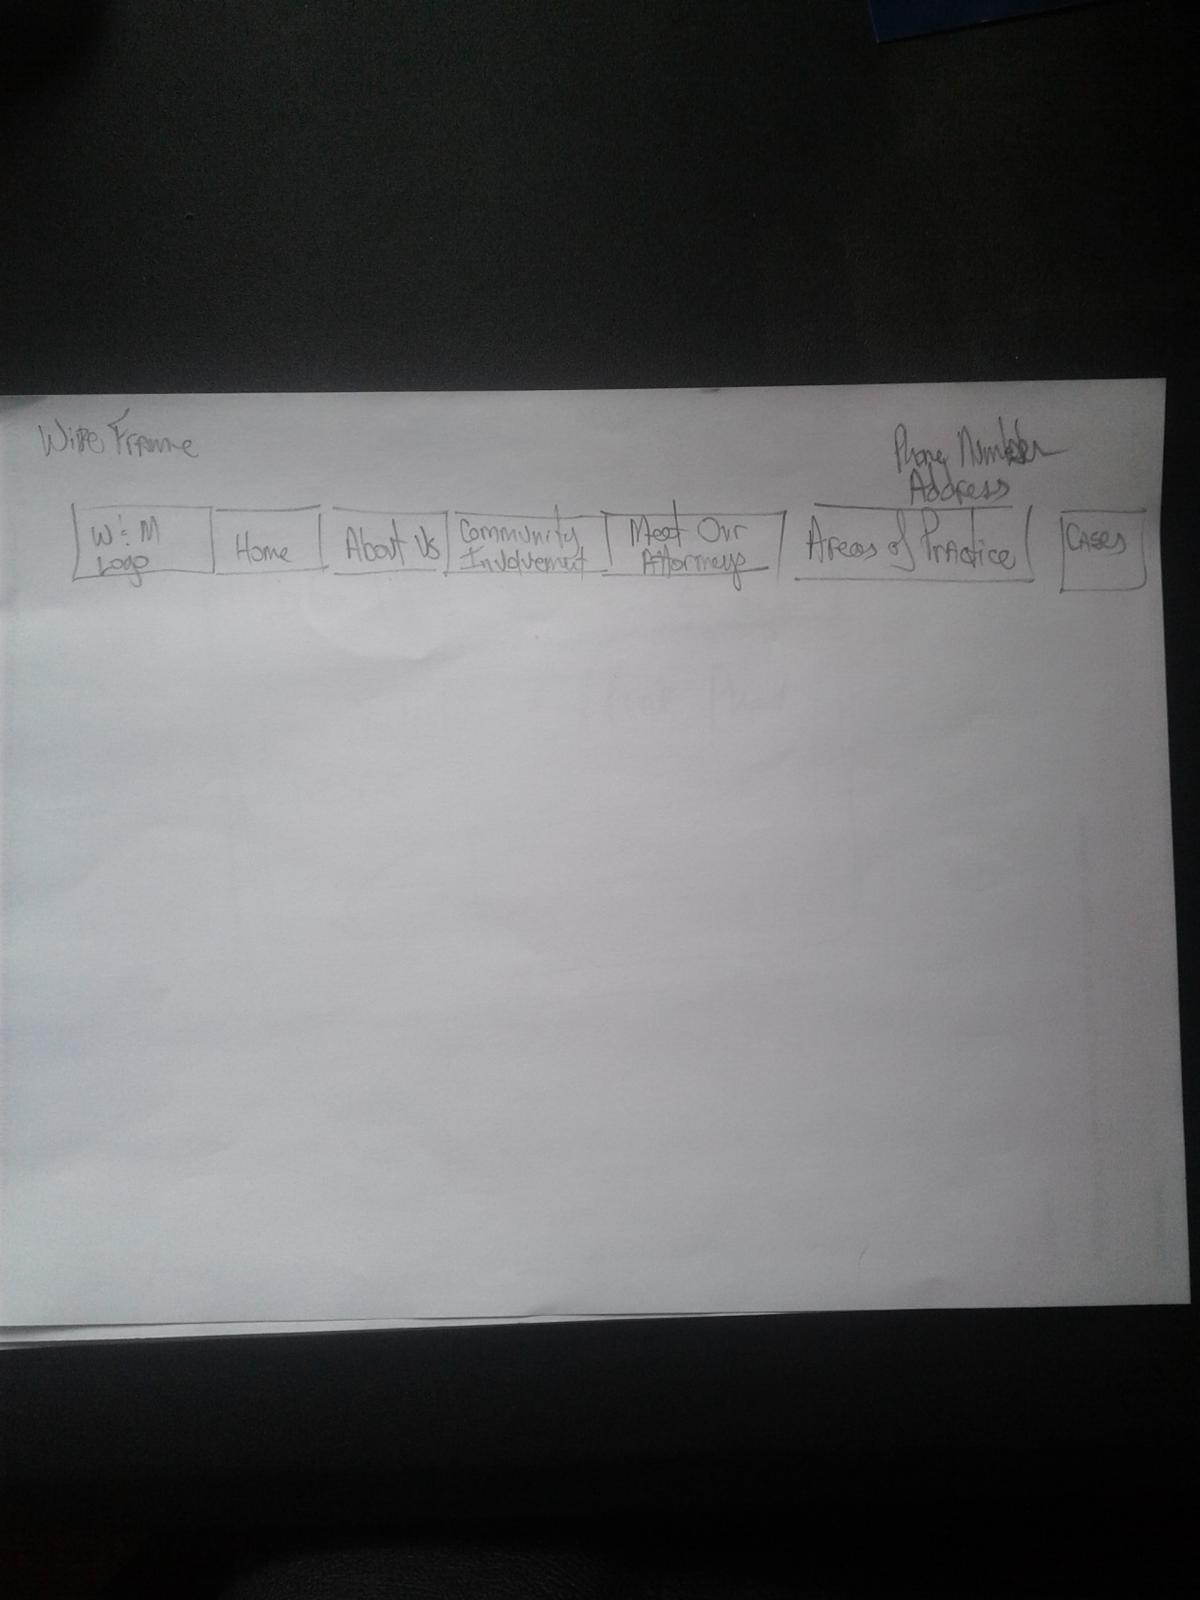 Wire Frame
Phone Number
Address
W & M
Logo
Home
About Us
Community
Involvement
Meet Our
Attorneys
Areas of Practice
CASES